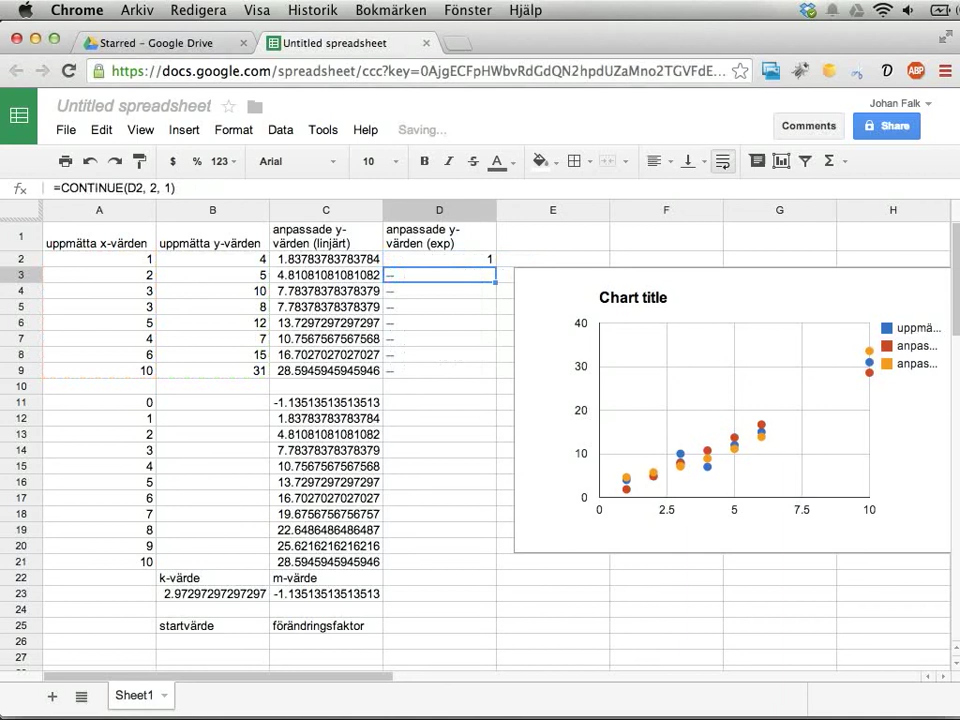 Chrome Arkiv Redigera Visa Historik Bokmärken Fönster Hjälp
Starred – Google Drive
Untitled spreadsheet
https://docs.google.com/spreadsheet/ccc?key=0AjgECFpHWbvRdGdQN2hpdUZaMno2TGVFdE...
Untitled spreadsheet
Johan Falk
File Edit View Insert Format Data Tools Help Saving...
Comments
Share
$ % 123 Arial 10 B I S A Σ
fx =CONTINUE(D2, 2, 1)
A B C D E F G H
1 uppmätta x-värden uppmätta y-värden anpassade y-värden (linjärt) anpassade y-värden (exp)
2 1 4 1.83783783783784 1
3 2 5 4.81081081081082 –
4 3 10 7.78378378378379 –
5 3 8 7.78378378378379 –
6 5 12 13.7297297297297 –
7 4 7 10.7567567567568 –
8 6 15 16.7027027027027 –
9 10 31 28.5945945945946 –
10
11 0 -1.13513513513513
12 1 1.83783783783784
13 2 4.81081081081082
14 3 7.78378378378379
15 4 10.7567567567568
16 5 13.7297297297297
17 6 16.7027027027027
18 7 19.6756756756757
19 8 22.6486486486487
20 9 25.6216216216216
21 10 28.5945945945946
22 k-värde m-värde
23 2.97297297297297 -1.13513513513513
24
25 startvärde förändringsfaktor
26
27
Chart title
40
30
20
10
0
0 2.5 5 7.5 10
uppmä...
anpas...
anpas...
Sheet1